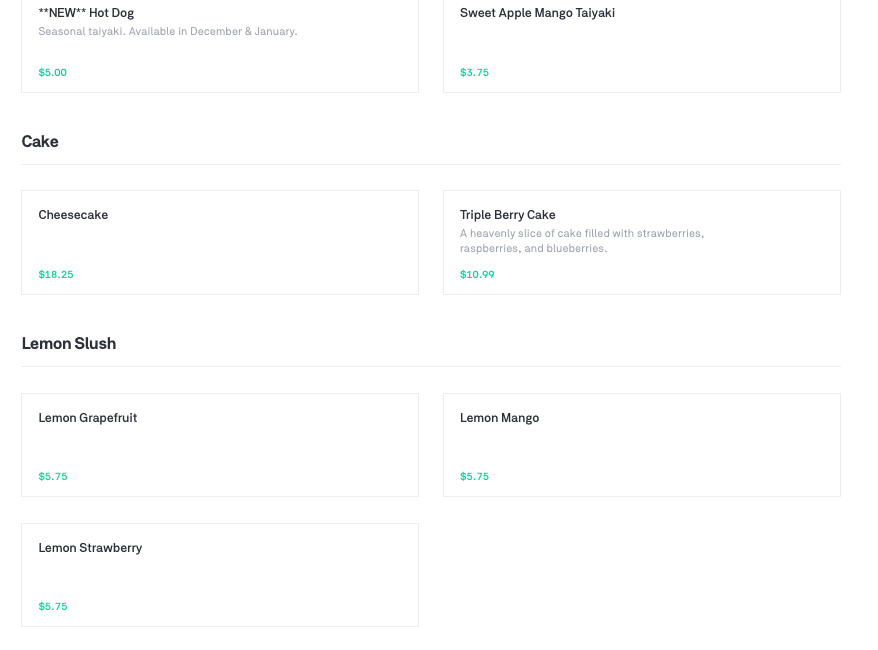 **NEW** Hot Dog
Seasonal taiyaki. Available in December & January.
$5.00
Sweet Apple Mango Taiyaki
$3.75
Cake
Cheesecake
$18.25
Triple Berry Cake
A heavenly slice of cake filled with strawberries,
raspberries, and blueberries.
$10.99
Lemon Slush
Lemon Grapefruit
$5.75
Lemon Mango
$5.75
Lemon Strawberry
$5.75